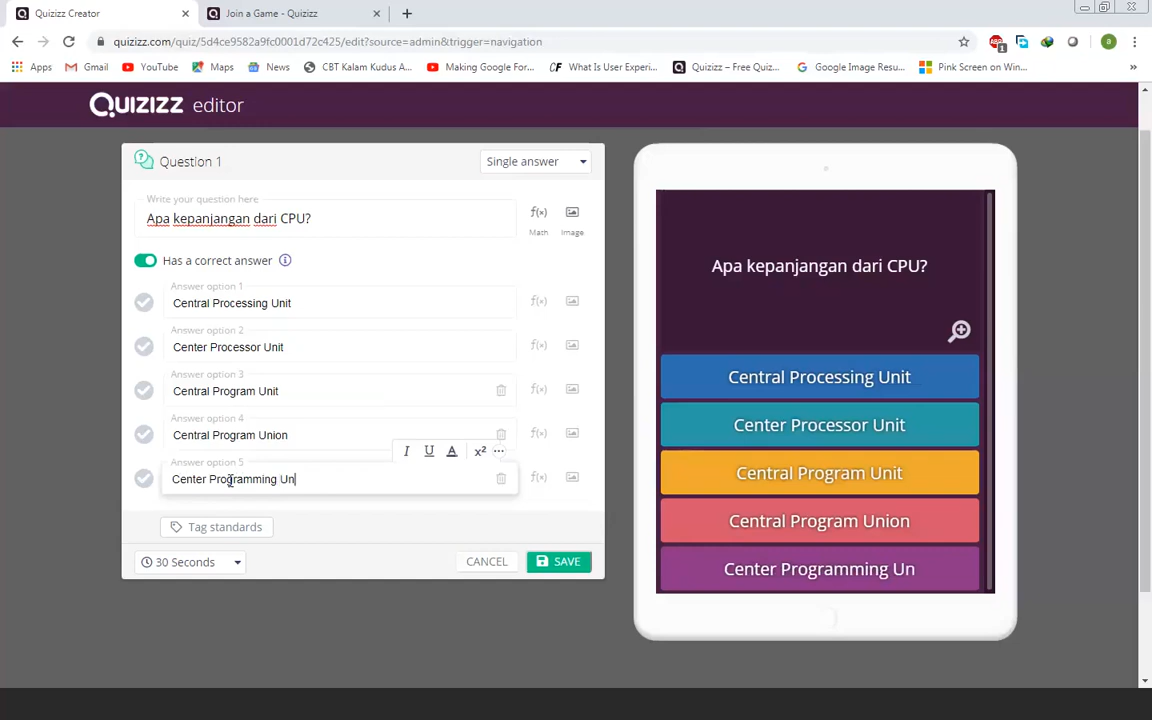 Quizizz Creator
Join a Game - Quizizz
quizizz.com/quiz/5d4ce9582a9fc0001d72c425/edit?source=admin&trigger=navigation
ABP
1
a
Apps
Gmail
YouTube
Maps
News
CBT Kalam Kudus A...
Making Google For...
CF What Is User Experi...
Quizizz – Free Quiz...
Google Image Resu...
Pink Screen on Win...
»
QUIZIZZ editor
Question 1
Single answer
Write your question here
Apa kepanjangan dari CPU?
f(x)
Math
Image
Has a correct answer
Answer option 1
Central Processing Unit
f(x)
Answer option 2
Center Processor Unit
f(x)
Answer option 3
Central Program Unit
f(x)
Answer option 4
Central Program Union
f(x)
I U A x² ...
Answer option 5
Center Programming Un
f(x)
Tag standards
30 Seconds
CANCEL
SAVE
Apa kepanjangan dari CPU?
Central Processing Unit
Center Processor Unit
Central Program Unit
Central Program Union
Center Programming Un